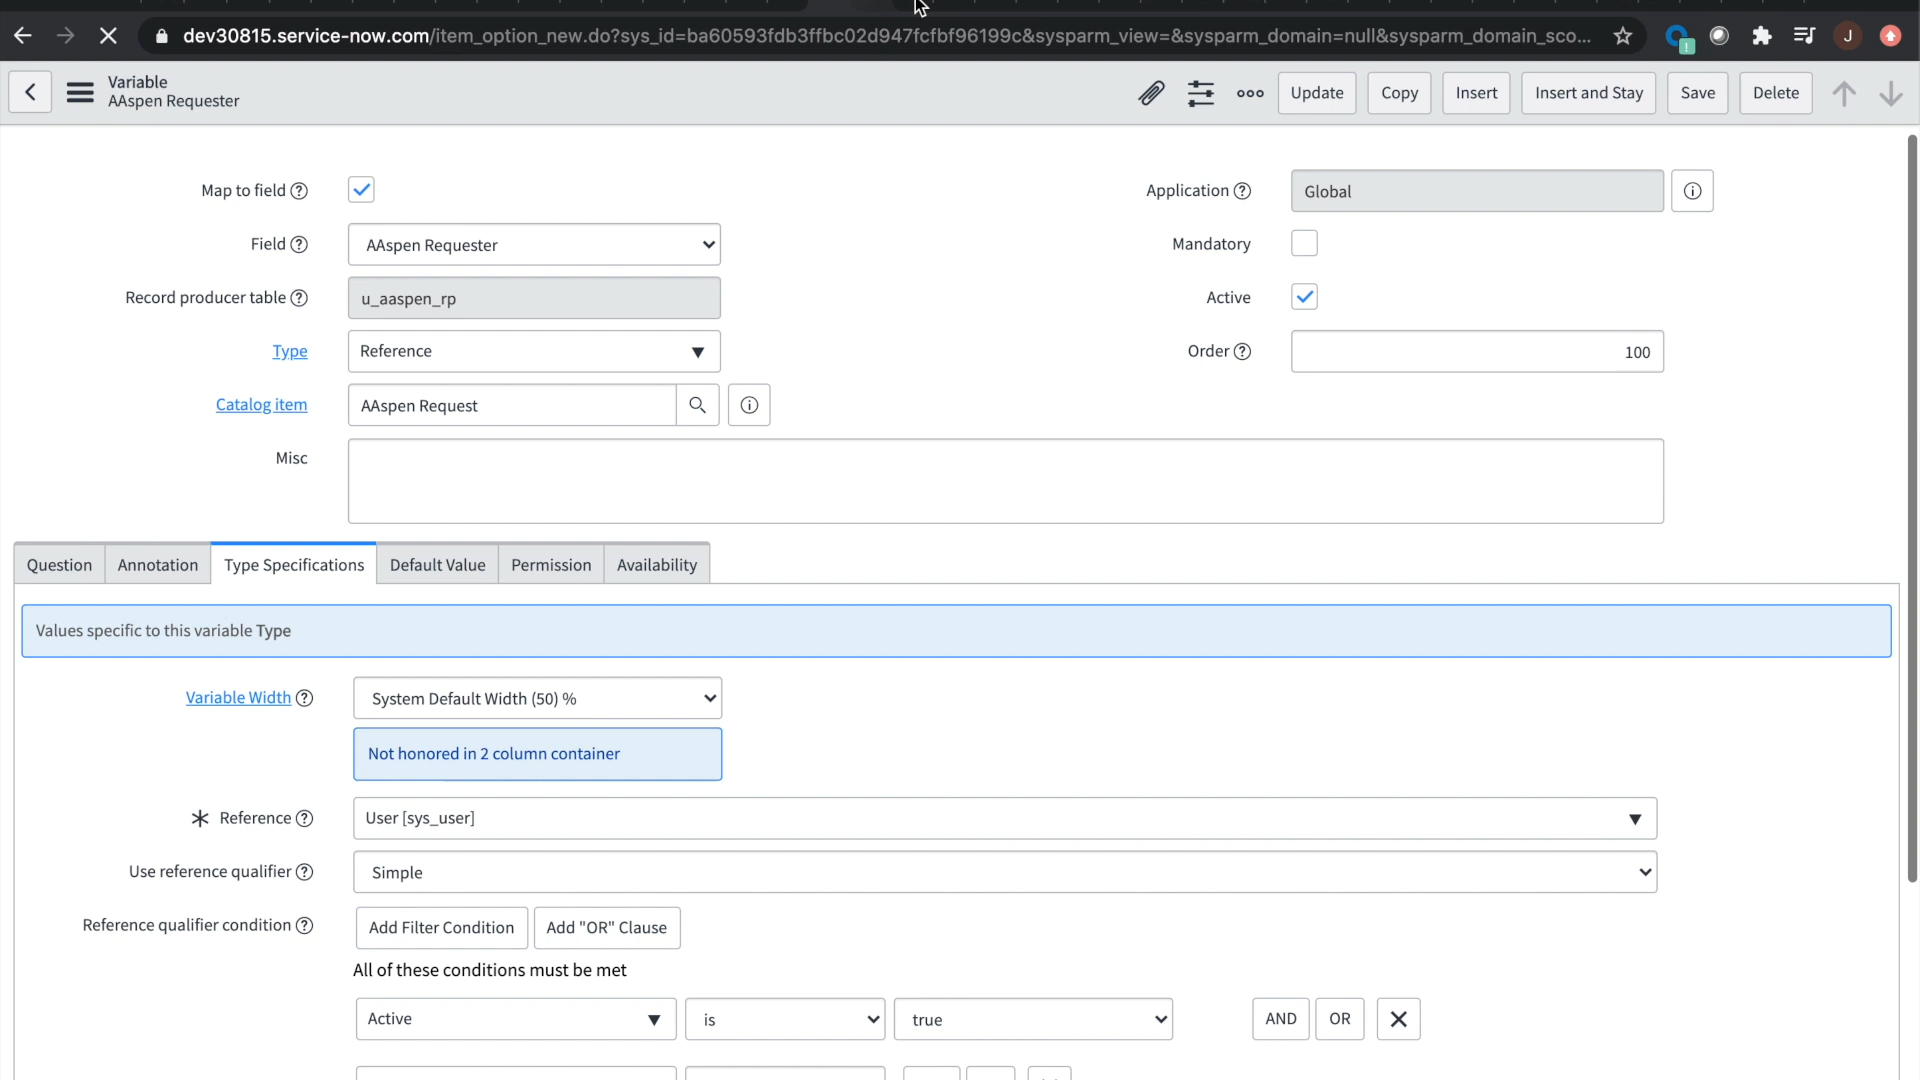 dev30815.service-now.com/item_option_new.do?sys_id=ba60593fdb3ffbc02d947fcfbf96199c&sysparm_view=&sysparm_domain=null&sysparm_domain_sco...
J
Variable
AAspen Requester
Update
Copy
Insert
Insert and Stay
Save
Delete
Map to field
Application
Global
Field
AAspen Requester
Mandatory
Record producer table
u_aaspen_rp
Active
Type
Reference
Order
100
Catalog item
AAspen Request
Misc
Question
Annotation
Type Specifications
Default Value
Permission
Availability
Values specific to this variable Type
Variable Width
System Default Width (50) %
Not honored in 2 column container
Reference
User [sys_user]
Use reference qualifier
Simple
Reference qualifier condition
Add Filter Condition
Add "OR" Clause
All of these conditions must be met
Active
is
true
AND
OR